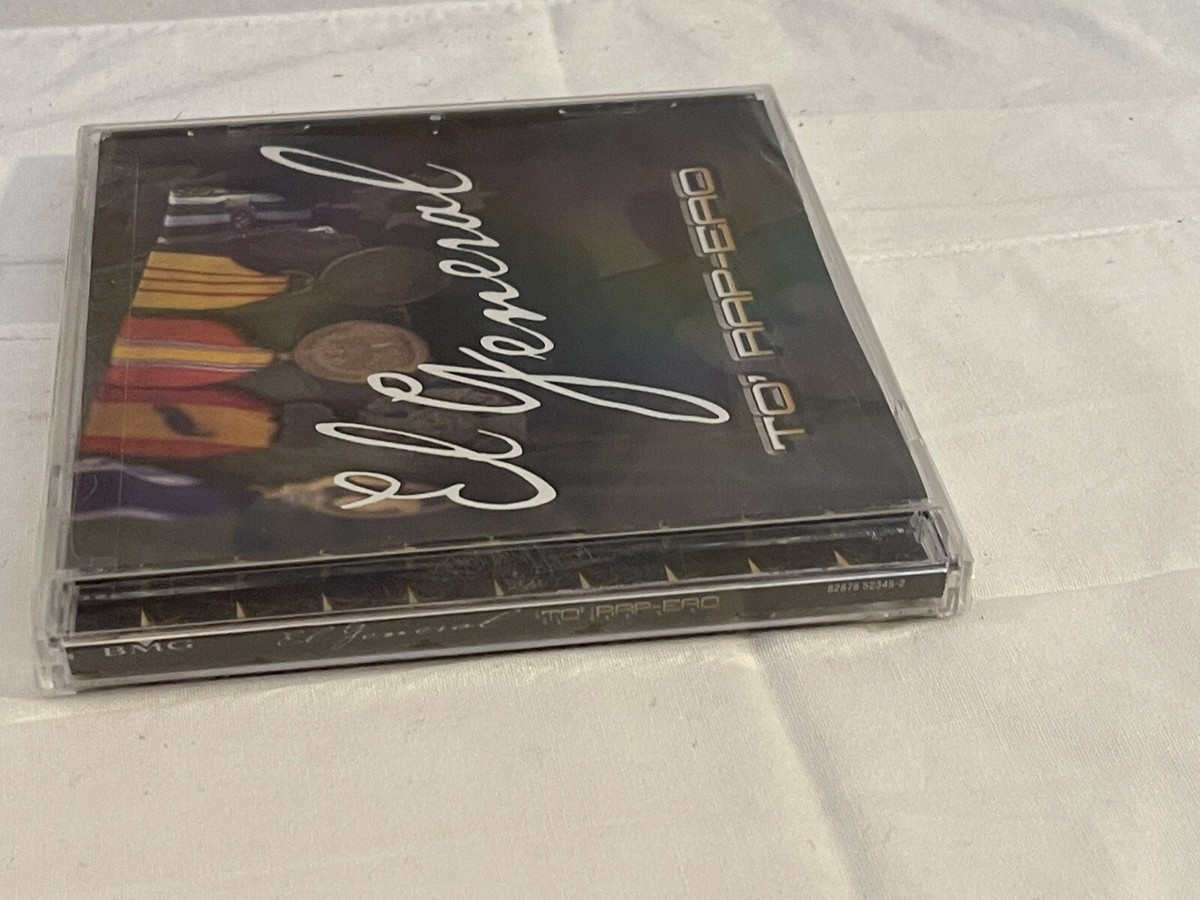 El General
TO' RAP-ERO
BMG El General TO' RAP-ERO 82876 52345-2